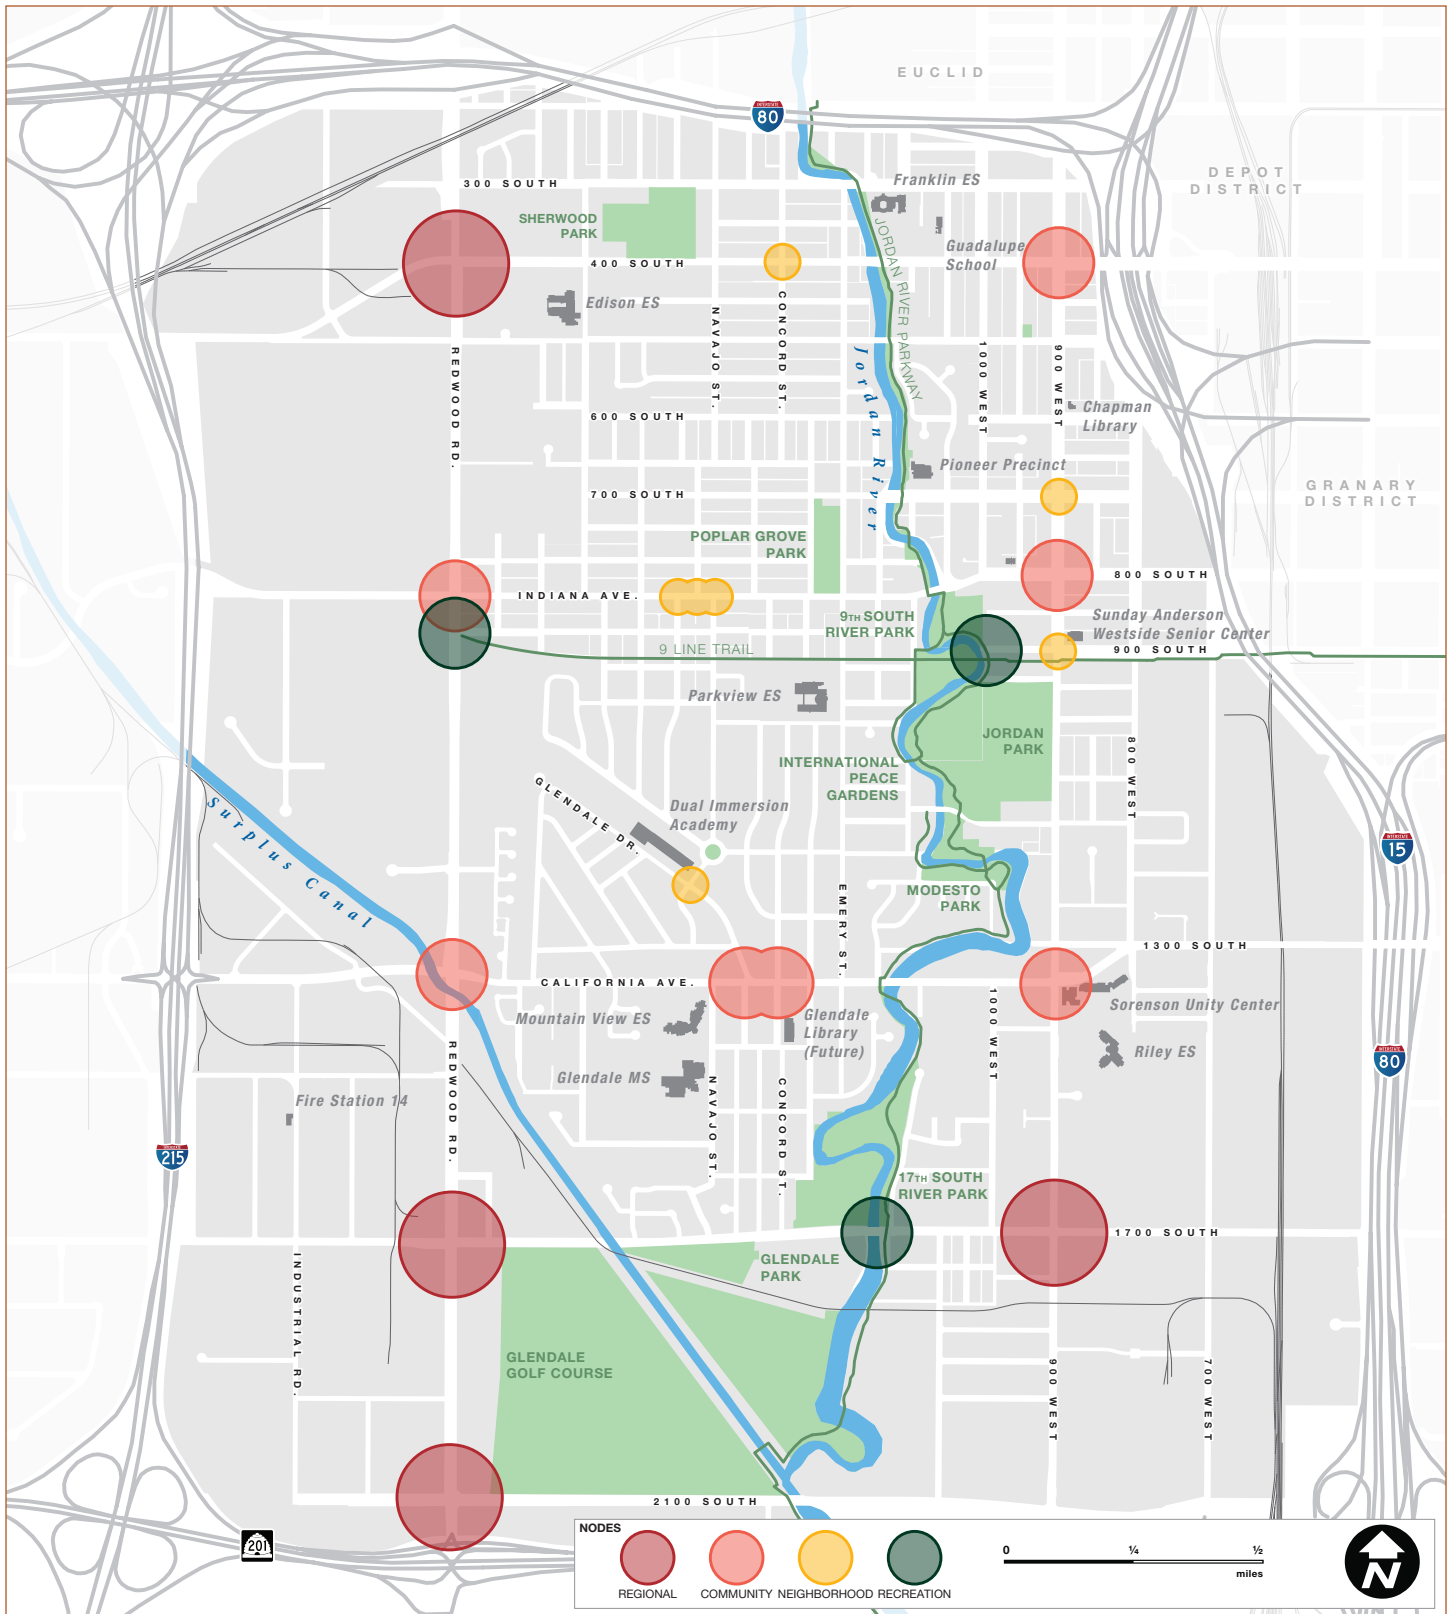 EUCLID
INTERSTATE
80
DEPOT
DISTRICT
300 SOUTH
Franklin ES
SHERWOOD
PARK
Guadalupe
School
400 SOUTH
JORDAN RIVER PARKWAY
Edison ES
NAVAJO ST.
CONCORD ST.
REDWOOD RD.
Jordan River
1000 WEST
900 WEST
Chapman
Library
600 SOUTH
Pioneer Precinct
700 SOUTH
GRANARY
DISTRICT
POPLAR GROVE
PARK
800 SOUTH
INDIANA AVE.
9TH SOUTH
RIVER PARK
Sunday Anderson
Westside Senior Center
900 SOUTH
9 LINE TRAIL
Parkview ES
JORDAN
PARK
800 WEST
INTERNATIONAL
PEACE
GARDENS
GLENDALE DR.
Dual Immersion
Academy
Surplus Canal
INTERSTATE
15
EMERY ST.
MODESTO
PARK
1300 SOUTH
CALIFORNIA AVE.
1000 WEST
Sorenson Unity Center
Mountain View ES
Glendale
Library
(Future)
Riley ES
INTERSTATE
80
REDWOOD RD.
Glendale MS
NAVAJO ST.
CONCORD ST.
Fire Station 14
215
17TH SOUTH
RIVER PARK
1700 SOUTH
GLENDALE
PARK
INDUSTRIAL RD.
GLENDALE
GOLF COURSE
900 WEST
700 WEST
2100 SOUTH
201
NODES
REGIONAL
COMMUNITY
NEIGHBORHOOD
RECREATION
0
¼
½
miles
N